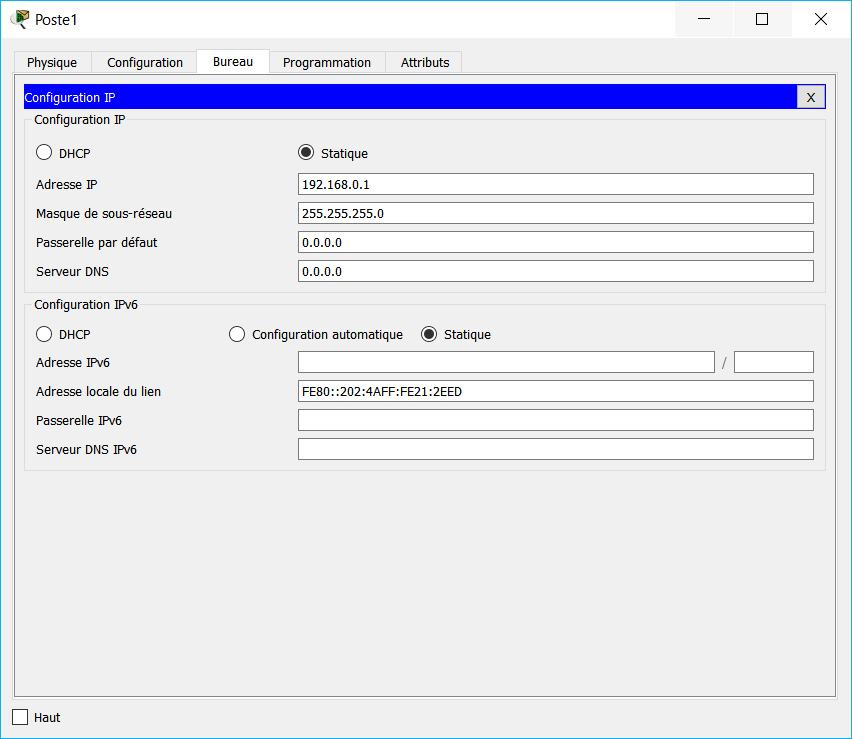 Poste1
Physique Configuration Bureau Programmation Attributs
Configuration IP X
Configuration IP
DHCP Statique
Adresse IP 192.168.0.1
Masque de sous-réseau 255.255.255.0
Passerelle par défaut 0.0.0.0
Serveur DNS 0.0.0.0
Configuration IPv6
DHCP Configuration automatique Statique
Adresse IPv6 /
Adresse locale du lien FE80::202:4AFF:FE21:2EED
Passerelle IPv6
Serveur DNS IPv6
Haut